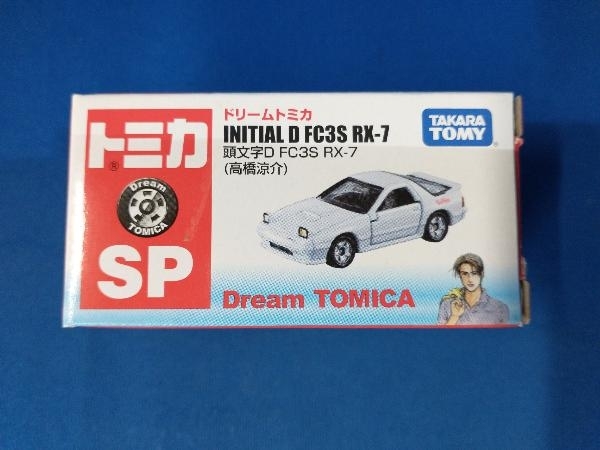 トミカ
®
Dream
TOMICA
SP
ドリームトミカ
INITIAL D FC3S RX-7
頭文字D FC3S RX-7
(高橋涼介)
TAKARA
TOMY
Dream TOMICA